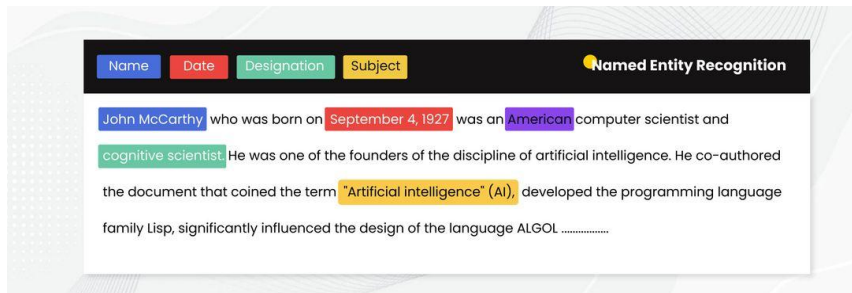 Name Date Designation Subject Named Entity Recognition
John McCarthy who was born on September 4, 1927 was an American computer scientist and
cognitive scientist. He was one of the founders of the discipline of artificial intelligence. He co-authored
the document that coined the term "Artificial intelligence" (AI), developed the programming language
family Lisp, significantly influenced the design of the language ALGOL .................